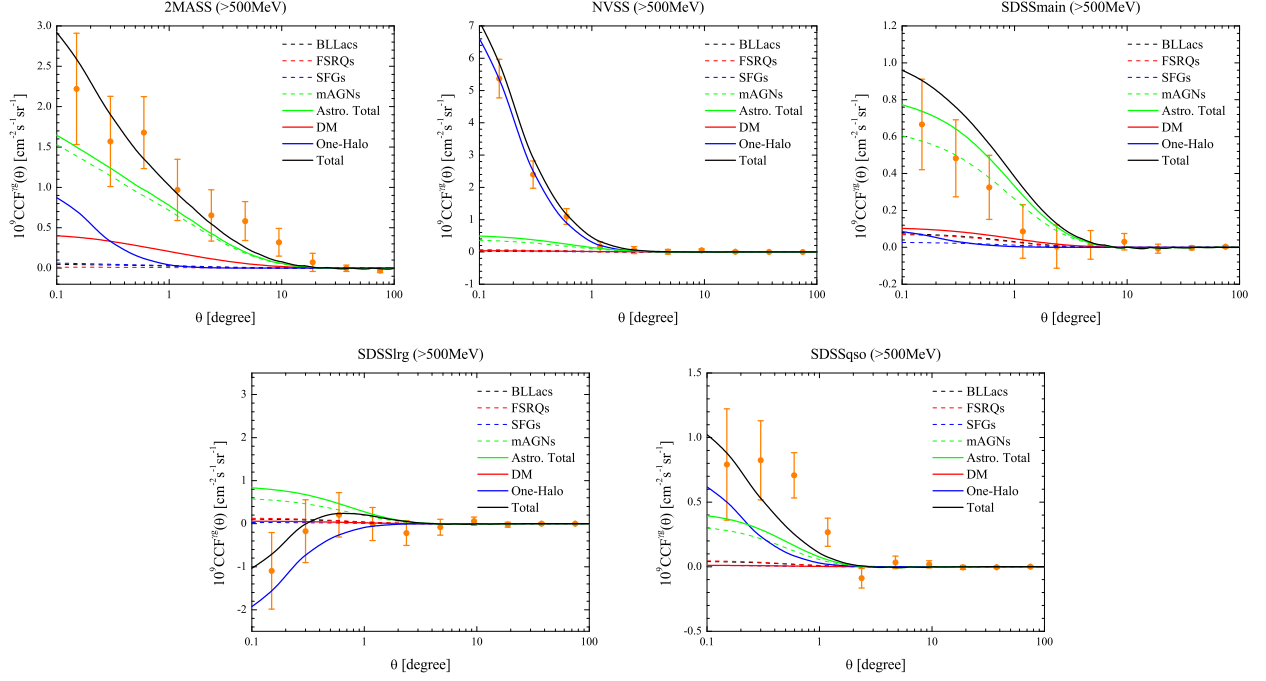 2MASS (>500MeV)
3.0
2.5
2.0
1.5
1.0
0.5
0.0
10⁹CCF^γg(θ) [cm⁻²s⁻¹sr⁻¹]
BLLacs
FSRQs
SFGs
mAGNs
Astro. Total
DM
One-Halo
Total
0.1 1 10 100
θ [degree]
NVSS (>500MeV)
7
6
5
4
3
2
1
0
-1
10⁹CCF^γg(θ) [cm⁻²s⁻¹sr⁻¹]
BLLacs
FSRQs
SFGs
mAGNs
Astro. Total
DM
One-Halo
Total
0.1 1 10 100
θ [degree]
SDSSmain (>500MeV)
1.2
1.0
0.8
0.6
0.4
0.2
0.0
-0.2
10⁹CCF^γg(θ) [cm⁻²s⁻¹sr⁻¹]
BLLacs
FSRQs
SFGs
mAGNs
Astro. Total
DM
One-Halo
Total
0.1 1 10 100
θ [degree]
SDSSlrg (>500MeV)
3
2
1
0
-1
-2
10⁹CCF^γg(θ) [cm⁻²s⁻¹sr⁻¹]
BLLacs
FSRQs
SFGs
mAGNs
Astro. Total
DM
One-Halo
Total
0.1 1 10 100
θ [degree]
SDSSqso (>500MeV)
1.5
1.0
0.5
0.0
-0.5
10⁹CCF^γg(θ) [cm⁻²s⁻¹sr⁻¹]
BLLacs
FSRQs
SFGs
mAGNs
Astro. Total
DM
One-Halo
Total
0.1 1 10 100
θ [degree]